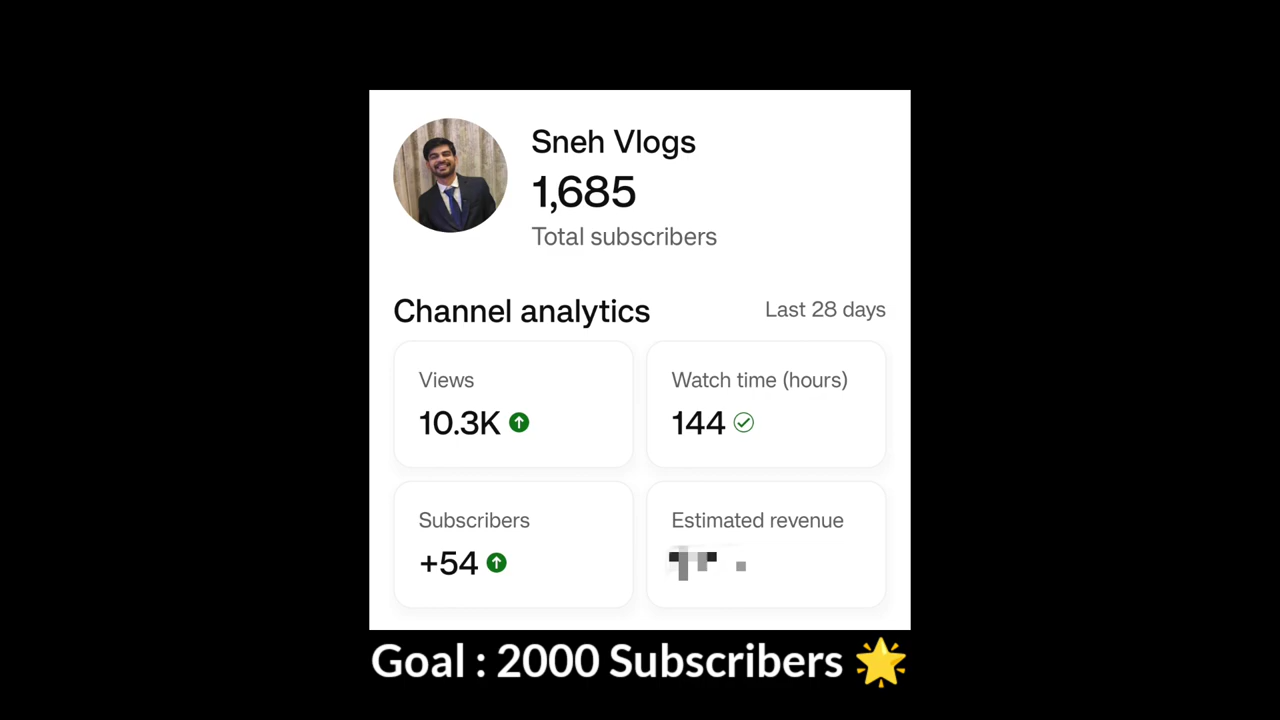 Sneh Vlogs
1,685
Total subscribers
Channel analytics
Last 28 days
Views
10.3K
Watch time (hours)
144
Subscribers
+54
Estimated revenue
Goal : 2000 Subscribers 🌟